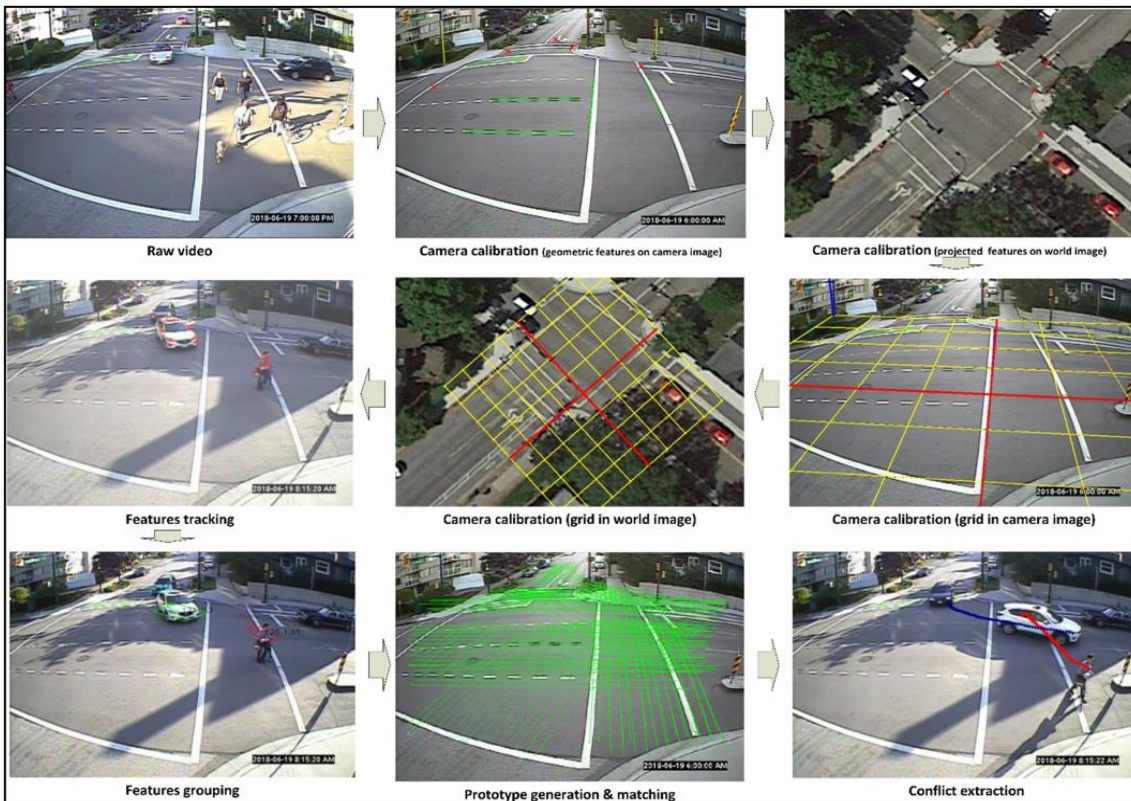 2018-06-19 7:00:08 PM
2018-06-19 6:00:00 AM
Raw video
Camera calibration (geometric features on camera image)
Camera calibration (projected features on world image)
2018-06-19 8:15:20 AM
2018-06-19 6:00:00 AM
Features tracking
Camera calibration (grid in world image)
Camera calibration (grid in camera image)
2018-06-19 8:15:20 AM
2018-06-19 6:00:00 AM
2018-06-19 8:15:22 AM
Features grouping
Prototype generation & matching
Conflict extraction